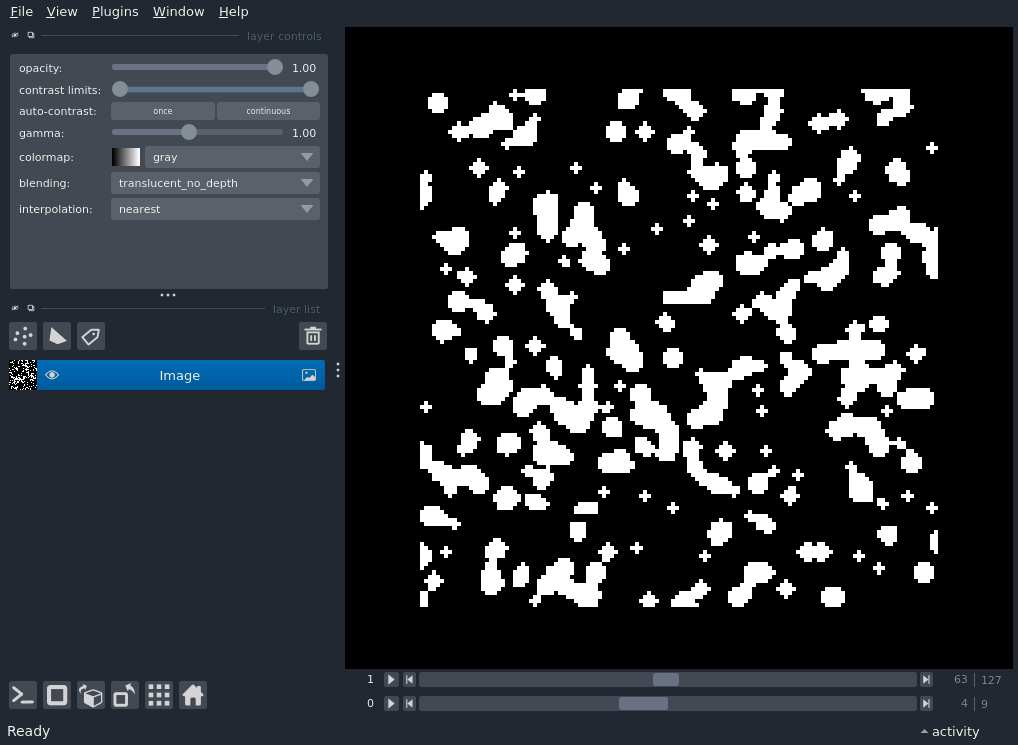 File View Plugins Window Help
layer controls
opacity: 1.00
contrast limits:
auto-contrast: once continuous
gamma: 1.00
colormap: gray
blending: translucent_no_depth
interpolation: nearest
layer list
Image
1 63 127
0 4 9
Ready activity